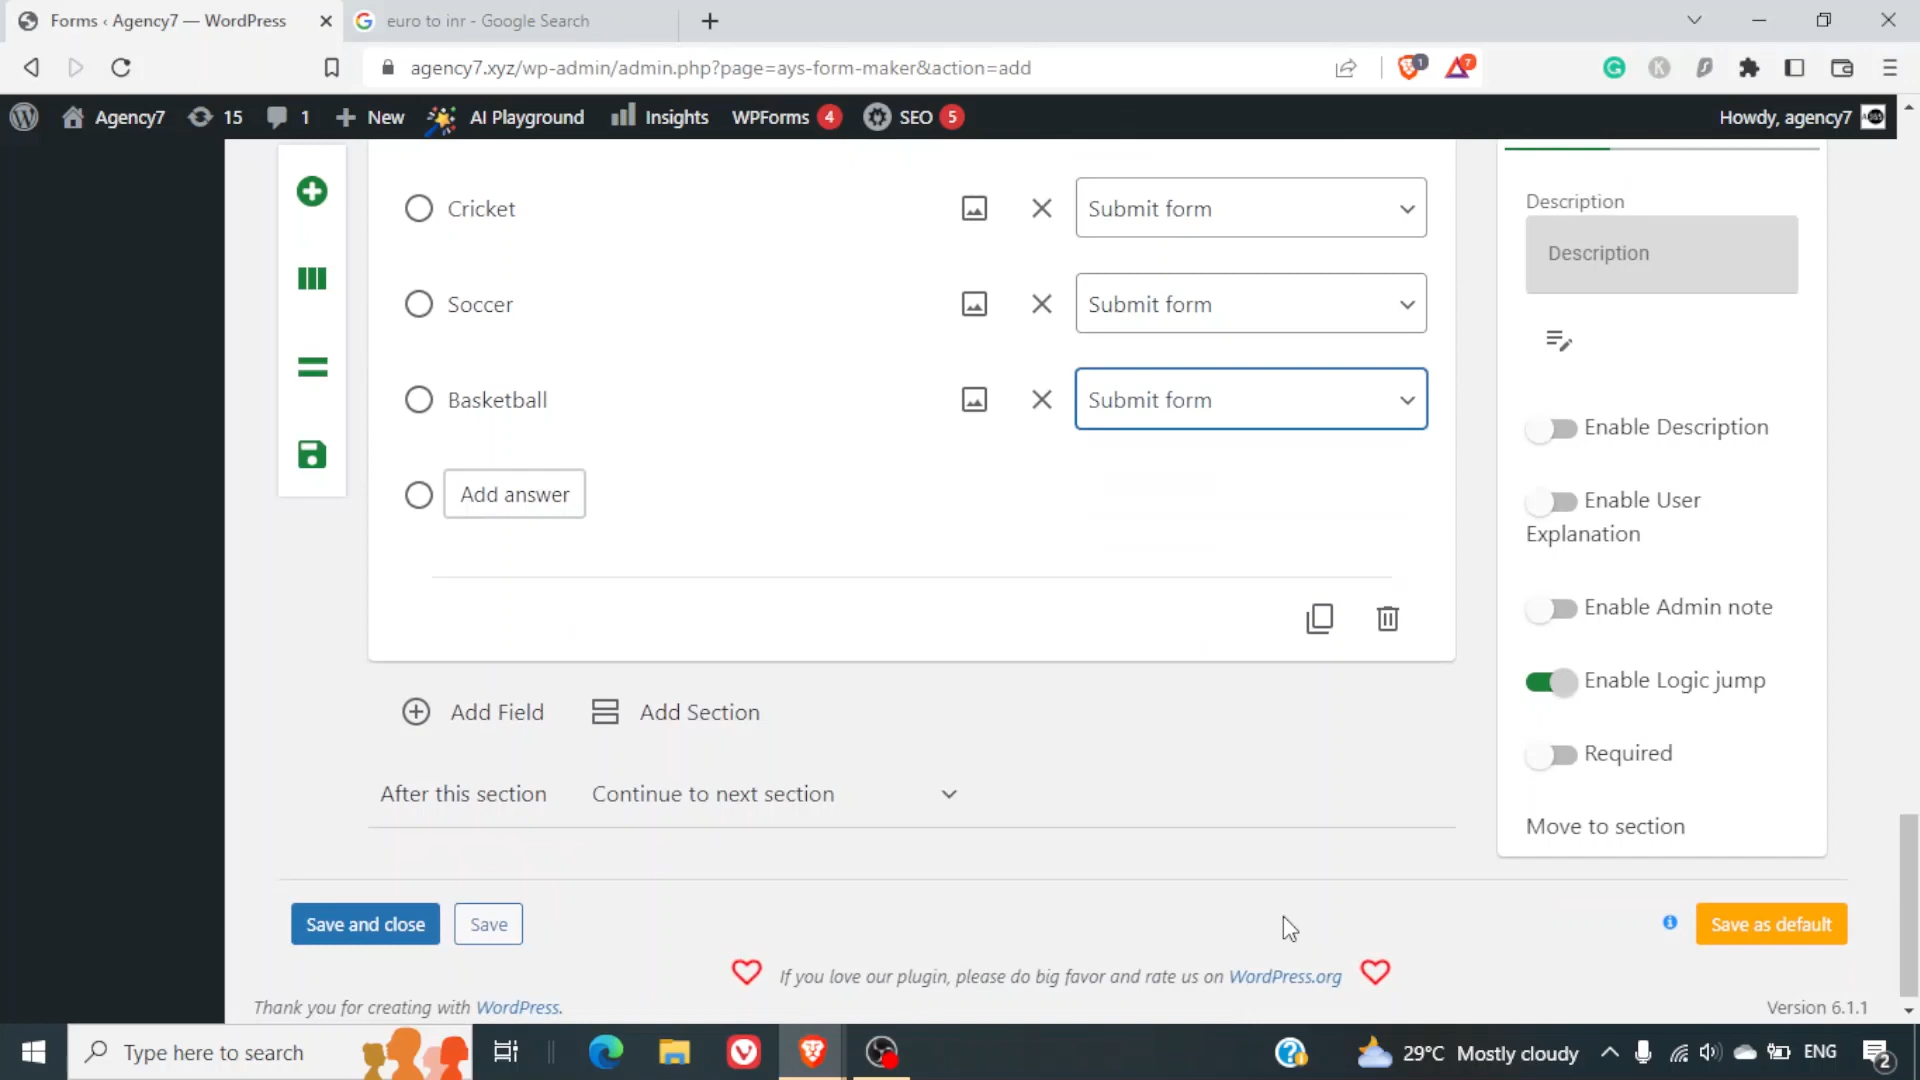 Forms ‹ Agency7 — WordPress
euro to inr - Google Search
agency7.xyz/wp-admin/admin.php?page=ays-form-maker&action=add
1
7
Agency7
15
1
New
AI Playground
Insights
WPForms 4
SEO 5
Howdy, agency7
Cricket
Submit form
Soccer
Submit form
Basketball
Submit form
Add answer
Add Field
Add Section
After this section
Continue to next section
Description
Description
Enable Description
Enable User
Explanation
Enable Admin note
Enable Logic jump
Required
Move to section
Save and close
Save
Save as default
If you love our plugin, please do big favor and rate us on WordPress.org
Thank you for creating with WordPress.
Version 6.1.1
Type here to search
29°C Mostly cloudy
ENG
2